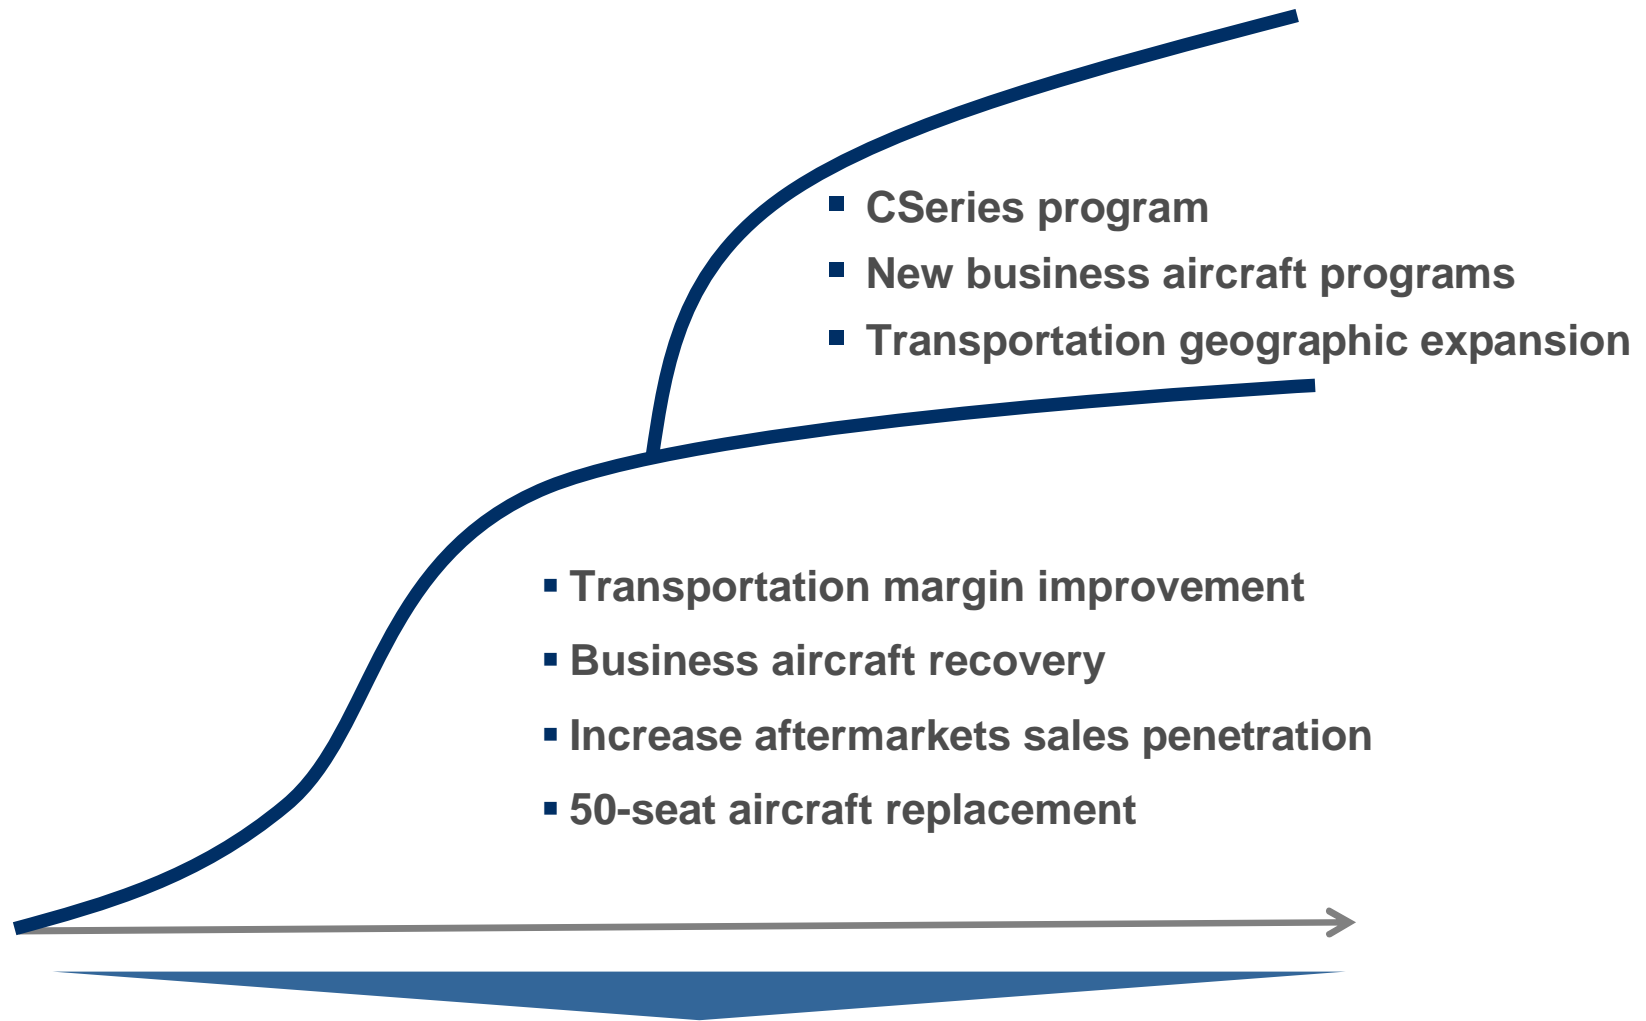 ▪ CSeries program
▪ New business aircraft programs
▪ Transportation geographic expansion
▪ Transportation margin improvement
▪ Business aircraft recovery
▪ Increase aftermarkets sales penetration
▪ 50-seat aircraft replacement